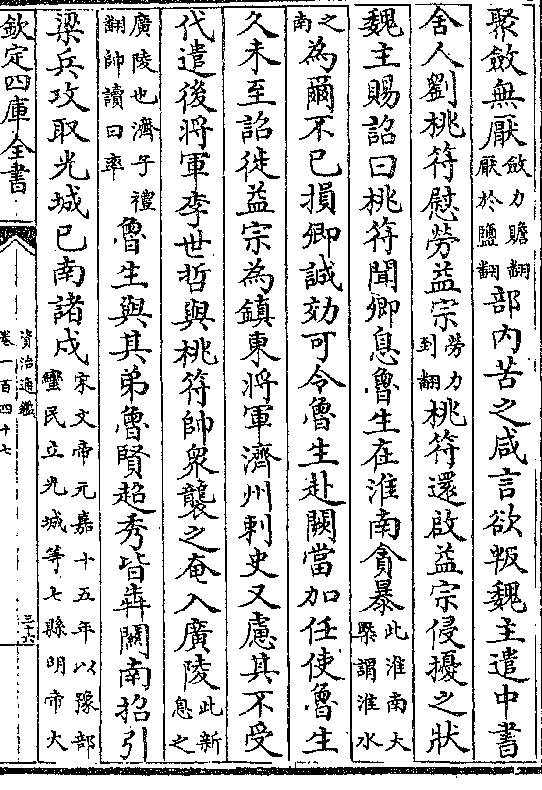 聚斂無厭斂力贍翻厭於鹽翻部內苦之咸言欲叛魏主遣中書
舍人劉桃符慰勞益宗勞力到翻桃符還啟益宗侵擾之狀
魏主賜詔曰桃符聞卿息魯生在淮南貪暴此淮南大槩謂淮水
之南為爾不已損卿誠効可令魯生赴闕當加任使魯生
久未至詔徙益宗為鎮東將軍濟州刺史又慮其不受
代遣後將軍李世哲與桃符帥衆襲之奄入廣陵此新息之
廣陵也濟子禮翻帥讀曰率魯生與其弟魯賢超秀皆犇關南招引
梁兵攻取光城已南諸戍宋文帝元嘉十五年以豫部蠻民立光城等七縣明帝大
欽定四庫全書
資治通鑑
卷一百四十七
三十六